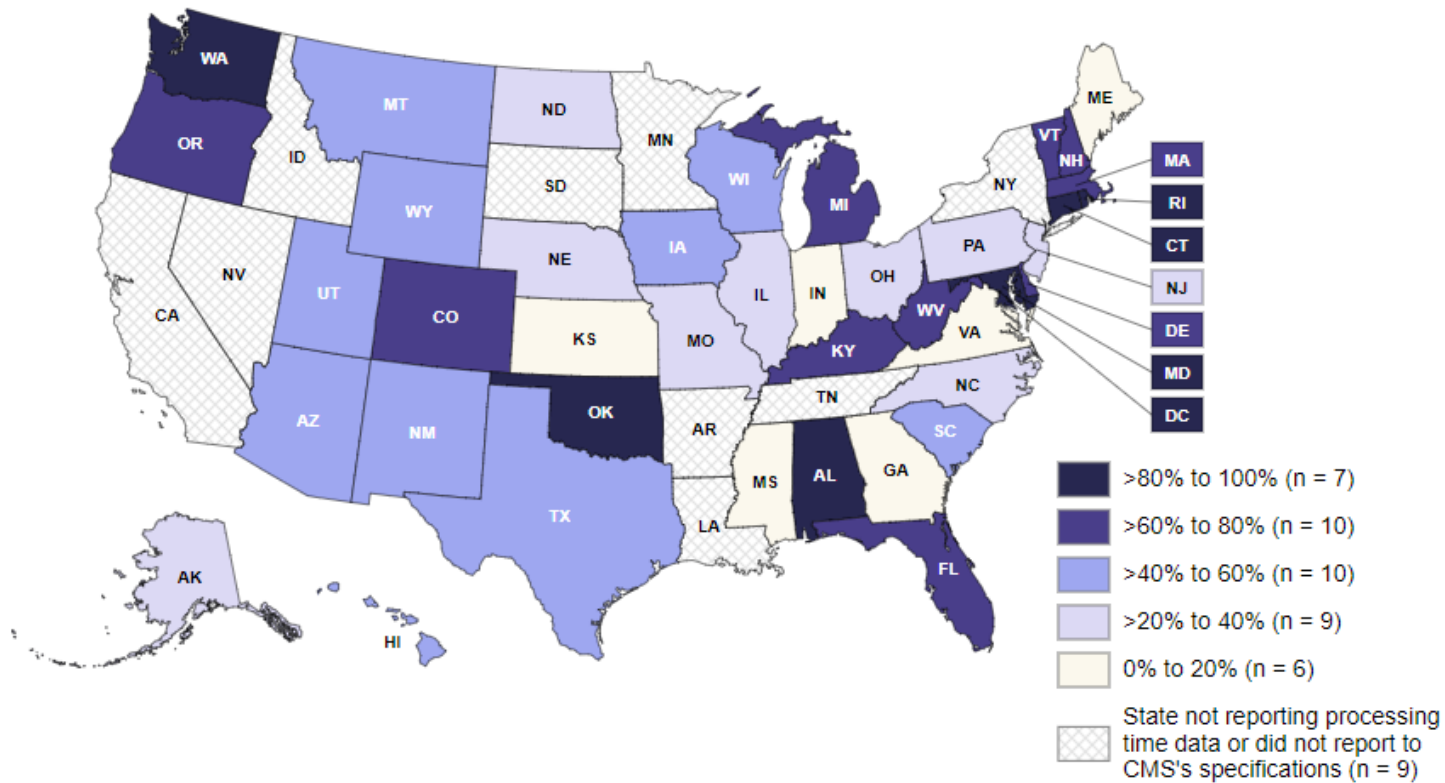 WA
MT
ND
ME
OR
ID
MN
VT
NH
MA
SD
WI
NY
RI
WY
MI
CT
IA
PA
NE
NV
OH
NJ
UT
IL
IN
CA
CO
WV
DE
KS
MO
KY
VA
MD
NC
TN
DC
AZ
NM
OK
AR
SC
MS
AL
GA
TX
LA
FL
AK
HI
>80% to 100% (n = 7)
>60% to 80% (n = 10)
>40% to 60% (n = 10)
>20% to 40% (n = 9)
0% to 20% (n = 6)
State not reporting processing
time data or did not report to
CMS's specifications (n = 9)